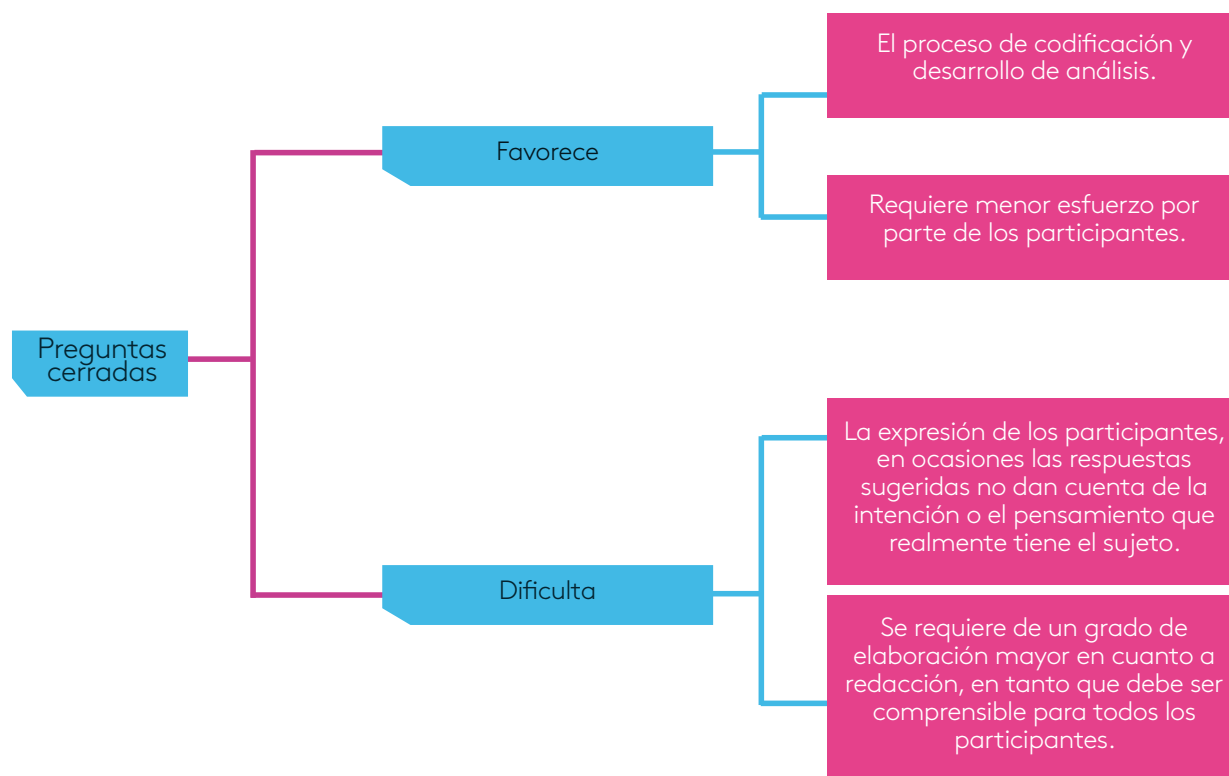 Preguntas
cerradas
Favorece
El proceso de codificación y
desarrollo de análisis.
Requiere menor esfuerzo por
parte de los participantes.
Dificulta
La expresión de los participantes,
en ocasiones las respuestas
sugeridas no dan cuenta de la
intención o el pensamiento que
realmente tiene el sujeto.
Se requiere de un grado de
elaboración mayor en cuanto a
redacción, en tanto que debe ser
comprensible para todos los
participantes.